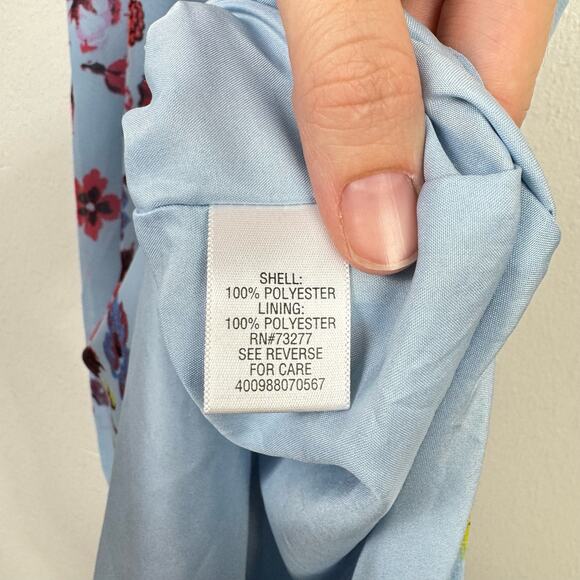 SHELL:
100% POLYESTER
LINING:
100% POLYESTER
RN#73277
SEE REVERSE
FOR CARE
400988070567